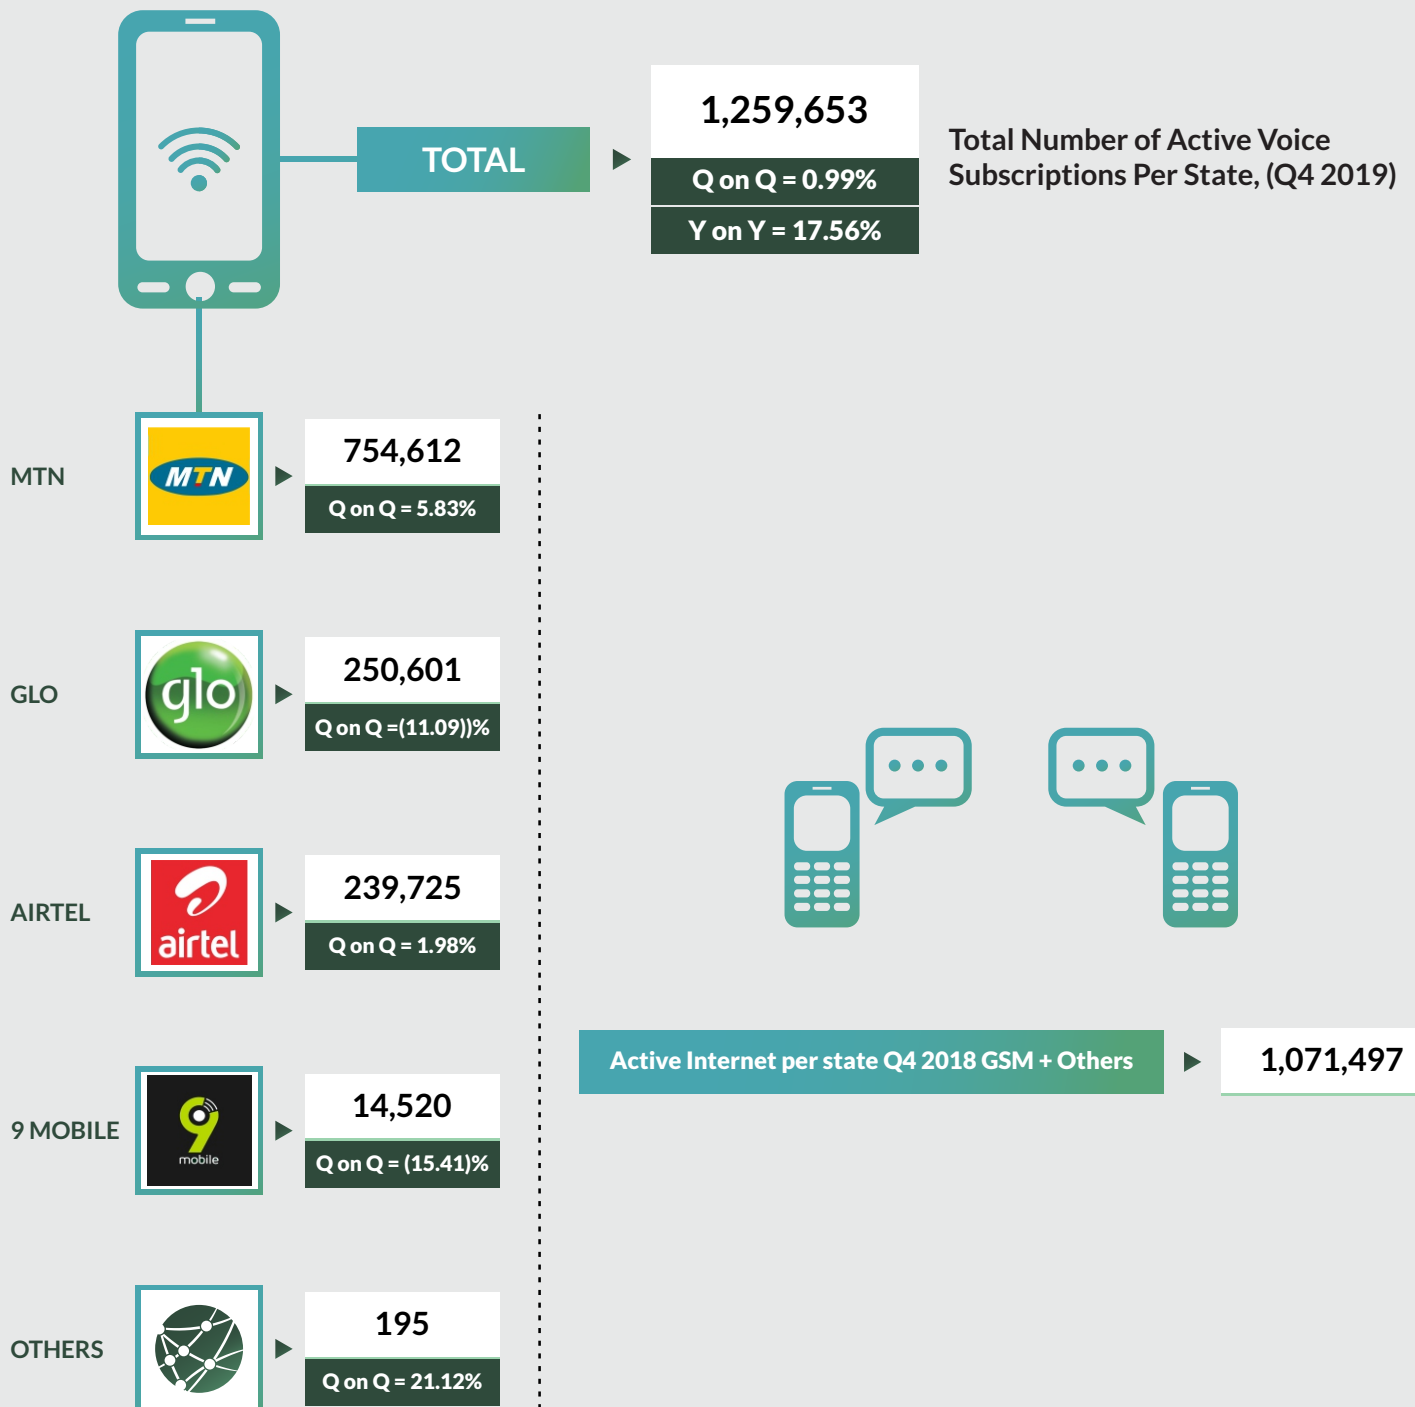 TOTAL
1,259,653
Q on Q = 0.99%
Y on Y = 17.56%
Total Number of Active Voice
Subscriptions Per State, (Q4 2019)
MTN
MTN
754,612
Q on Q = 5.83%
GLO
glo
250,601
Q on Q =(11.09))%
AIRTEL
airtel
239,725
Q on Q = 1.98%
Active Internet per state Q4 2018 GSM + Others
1,071,497
9 MOBILE
9
mobile
14,520
Q on Q = (15.41)%
OTHERS
195
Q on Q = 21.12%